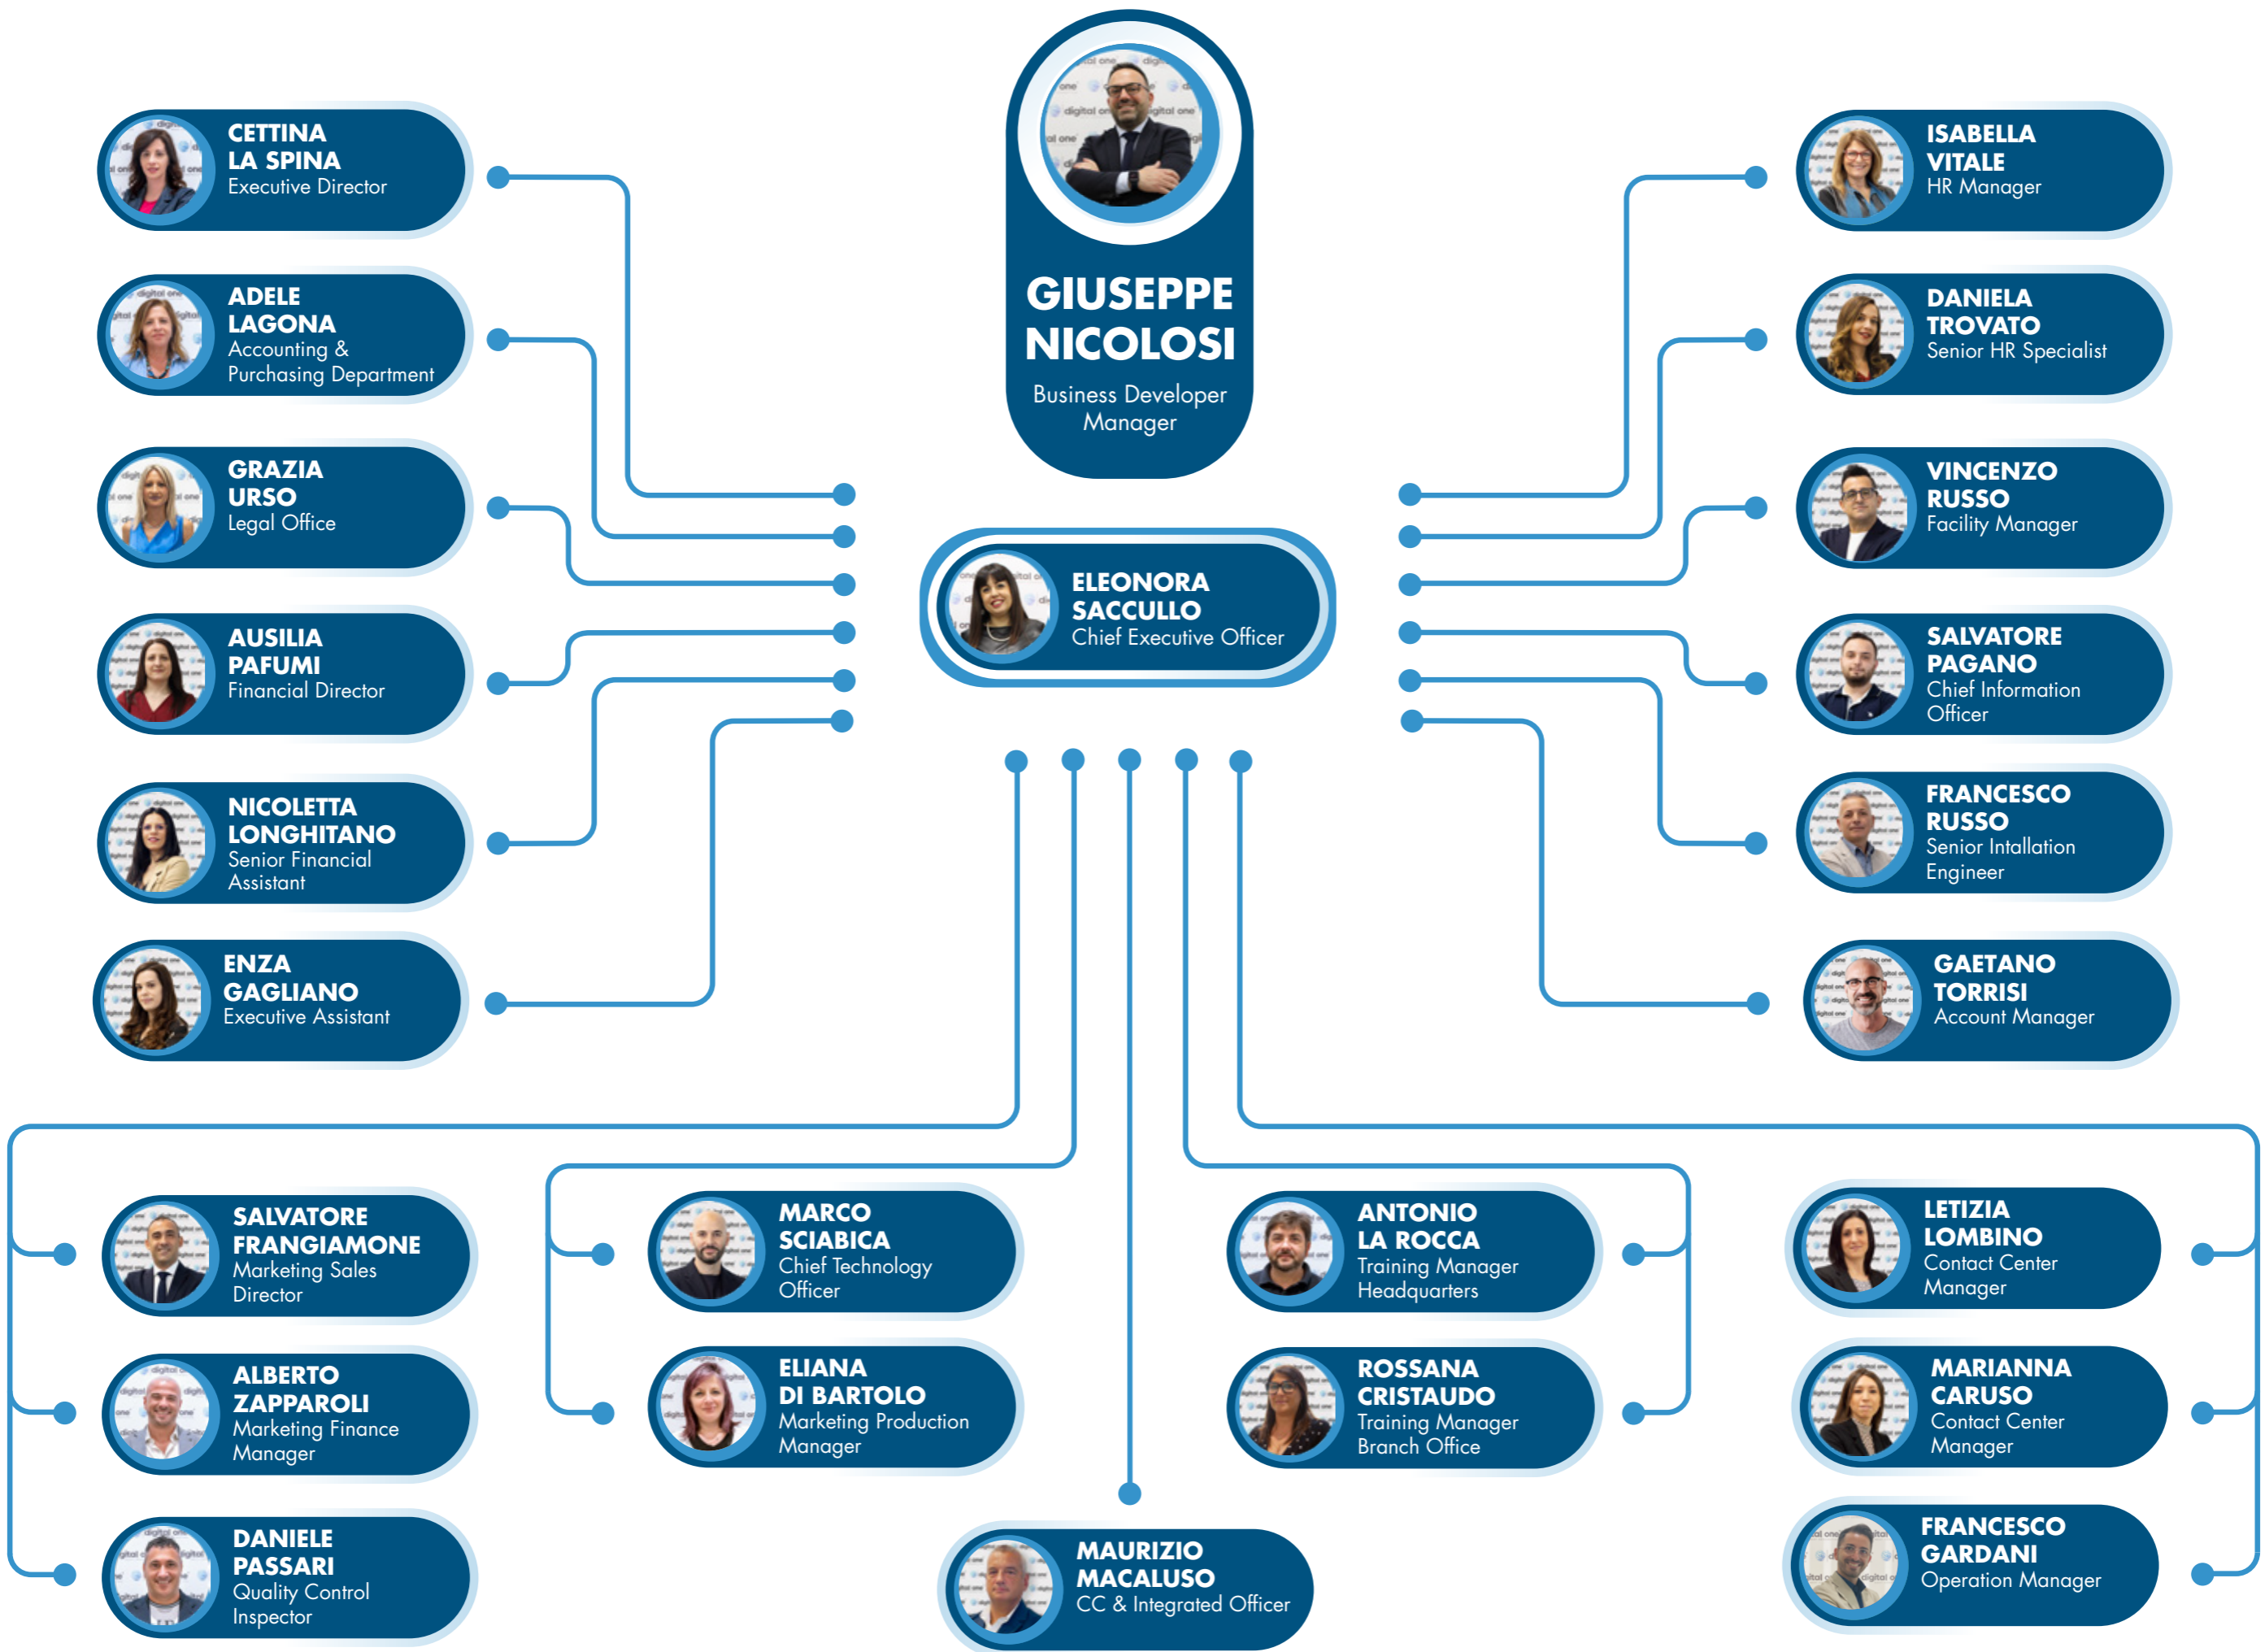 GIUSEPPE
NICOLOSI
Business Developer
Manager
ELEONORA
SACCULLO
Chief Executive Officer
CETTINA
LA SPINA
Executive Director
ADELE
LAGONA
Accounting &
Purchasing Department
GRAZIA
URSO
Legal Office
AUSILIA
PAFUMI
Financial Director
NICOLETTA
LONGHITANO
Senior Financial
Assistant
ENZA
GAGLIANO
Executive Assistant
ISABELLA
VITALE
HR Manager
DANIELA
TROVATO
Senior HR Specialist
VINCENZO
RUSSO
Facility Manager
SALVATORE
PAGANO
Chief Information
Officer
FRANCESCO
RUSSO
Senior Intallation
Engineer
GAETANO
TORRISI
Account Manager
SALVATORE
FRANGIAMONE
Marketing Sales
Director
ALBERTO
ZAPPAROLI
Marketing Finance
Manager
DANIELE
PASSARI
Quality Control
Inspector
MARCO
SCIABICA
Chief Technology
Officer
ELIANA
DI BARTOLO
Marketing Production
Manager
MAURIZIO
MACALUSO
CC & Integrated Officer
ANTONIO
LA ROCCA
Training Manager
Headquarters
ROSSANA
CRISTAUDO
Training Manager
Branch Office
LETIZIA
LOMBINO
Contact Center
Manager
MARIANNA
CARUSO
Contact Center
Manager
FRANCESCO
GARDANI
Operation Manager